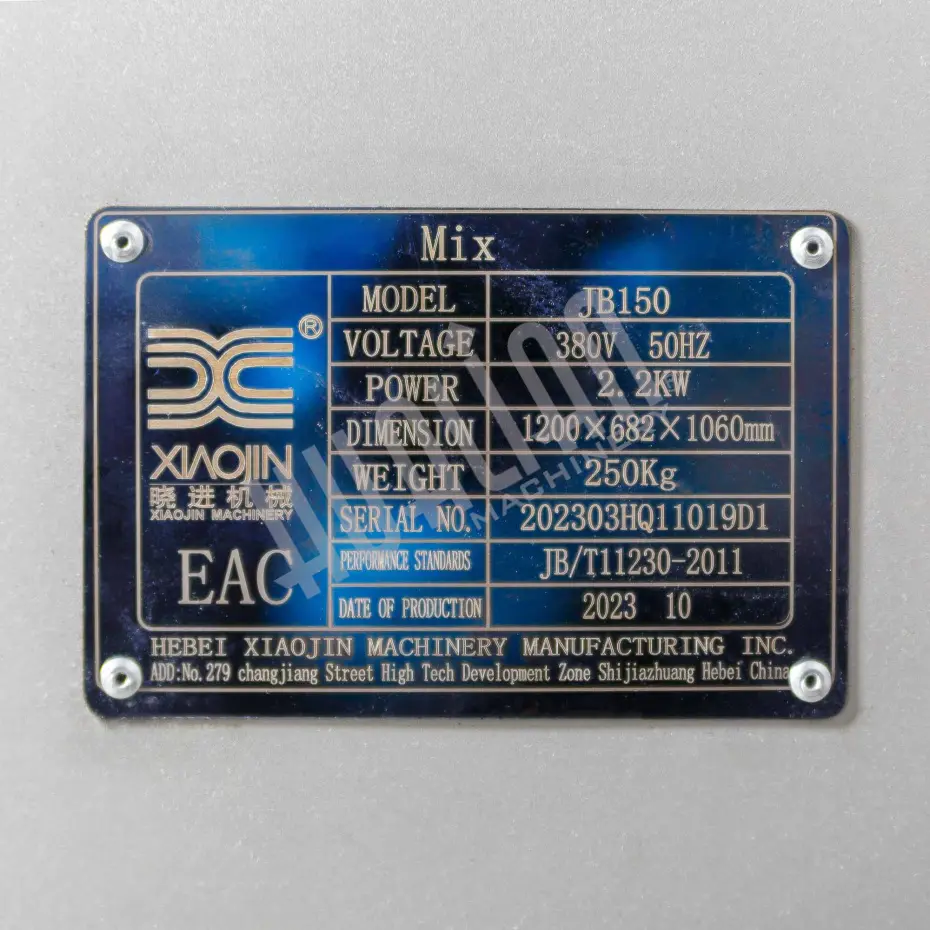 Mix
MODEL JB150
VOLTAGE 380V 50HZ
POWER 2.2KW
DIMENSION 1200×682×1060mm
WEIGHT 250Kg
SERIAL NO. 202303HQ11019D1
PERFORMANCE STANDARDS JB/T11230-2011
DATE OF PRODUCTION 2023 10
®
XIAOJIN
晓进机械
XIAOJIN MACHINERY
EAC
HEBEI XIAOJIN MACHINERY MANUFACTURING INC.
ADD:No.279 changjiang Street High Tech Development Zone Shijiazhuang Hebei China
MACHINERY